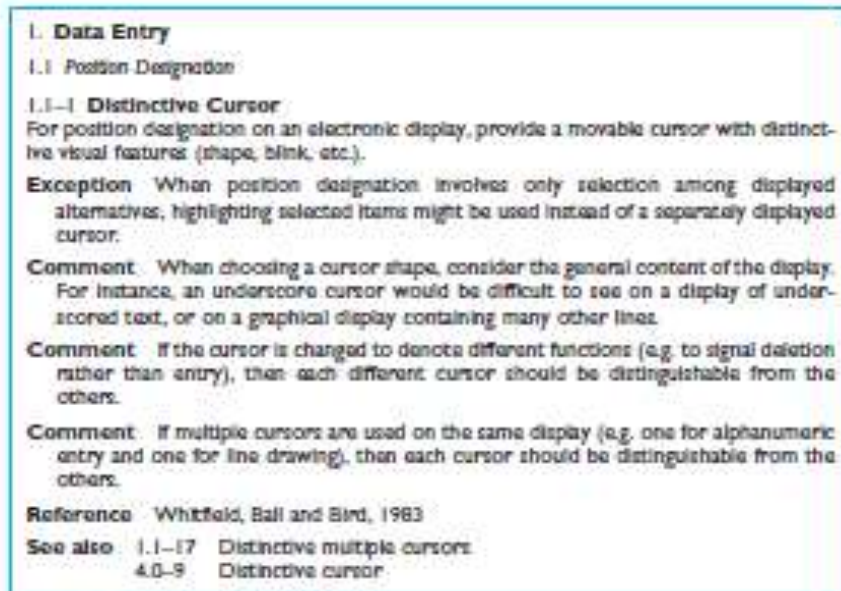 1. Data Entry
1.1 Position Designation
1.1–1 Distinctive Cursor
For position designation on an electronic display, provide a movable cursor with distinct-
ive visual features (shape, blink, etc.).
Exception When position designation involves only selection among displayed
alternatives, highlighting selected items might be used instead of a separately displayed
cursor.
Comment When choosing a cursor shape, consider the general content of the display.
For instance, an underscore cursor would be difficult to see on a display of under-
scored text, or on a graphical display containing many other lines.
Comment If the cursor is changed to denote different functions (e.g. to signal deletion
rather than entry), then each different cursor should be distinguishable from the
others.
Comment If multiple cursors are used on the same display (e.g. one for alphanumeric
entry and one for line drawing), then each cursor should be distinguishable from the
others.
Reference Whitfield, Ball and Bird, 1983
See also 1.1–17 Distinctive multiple cursors
4.0–9 Distinctive cursor